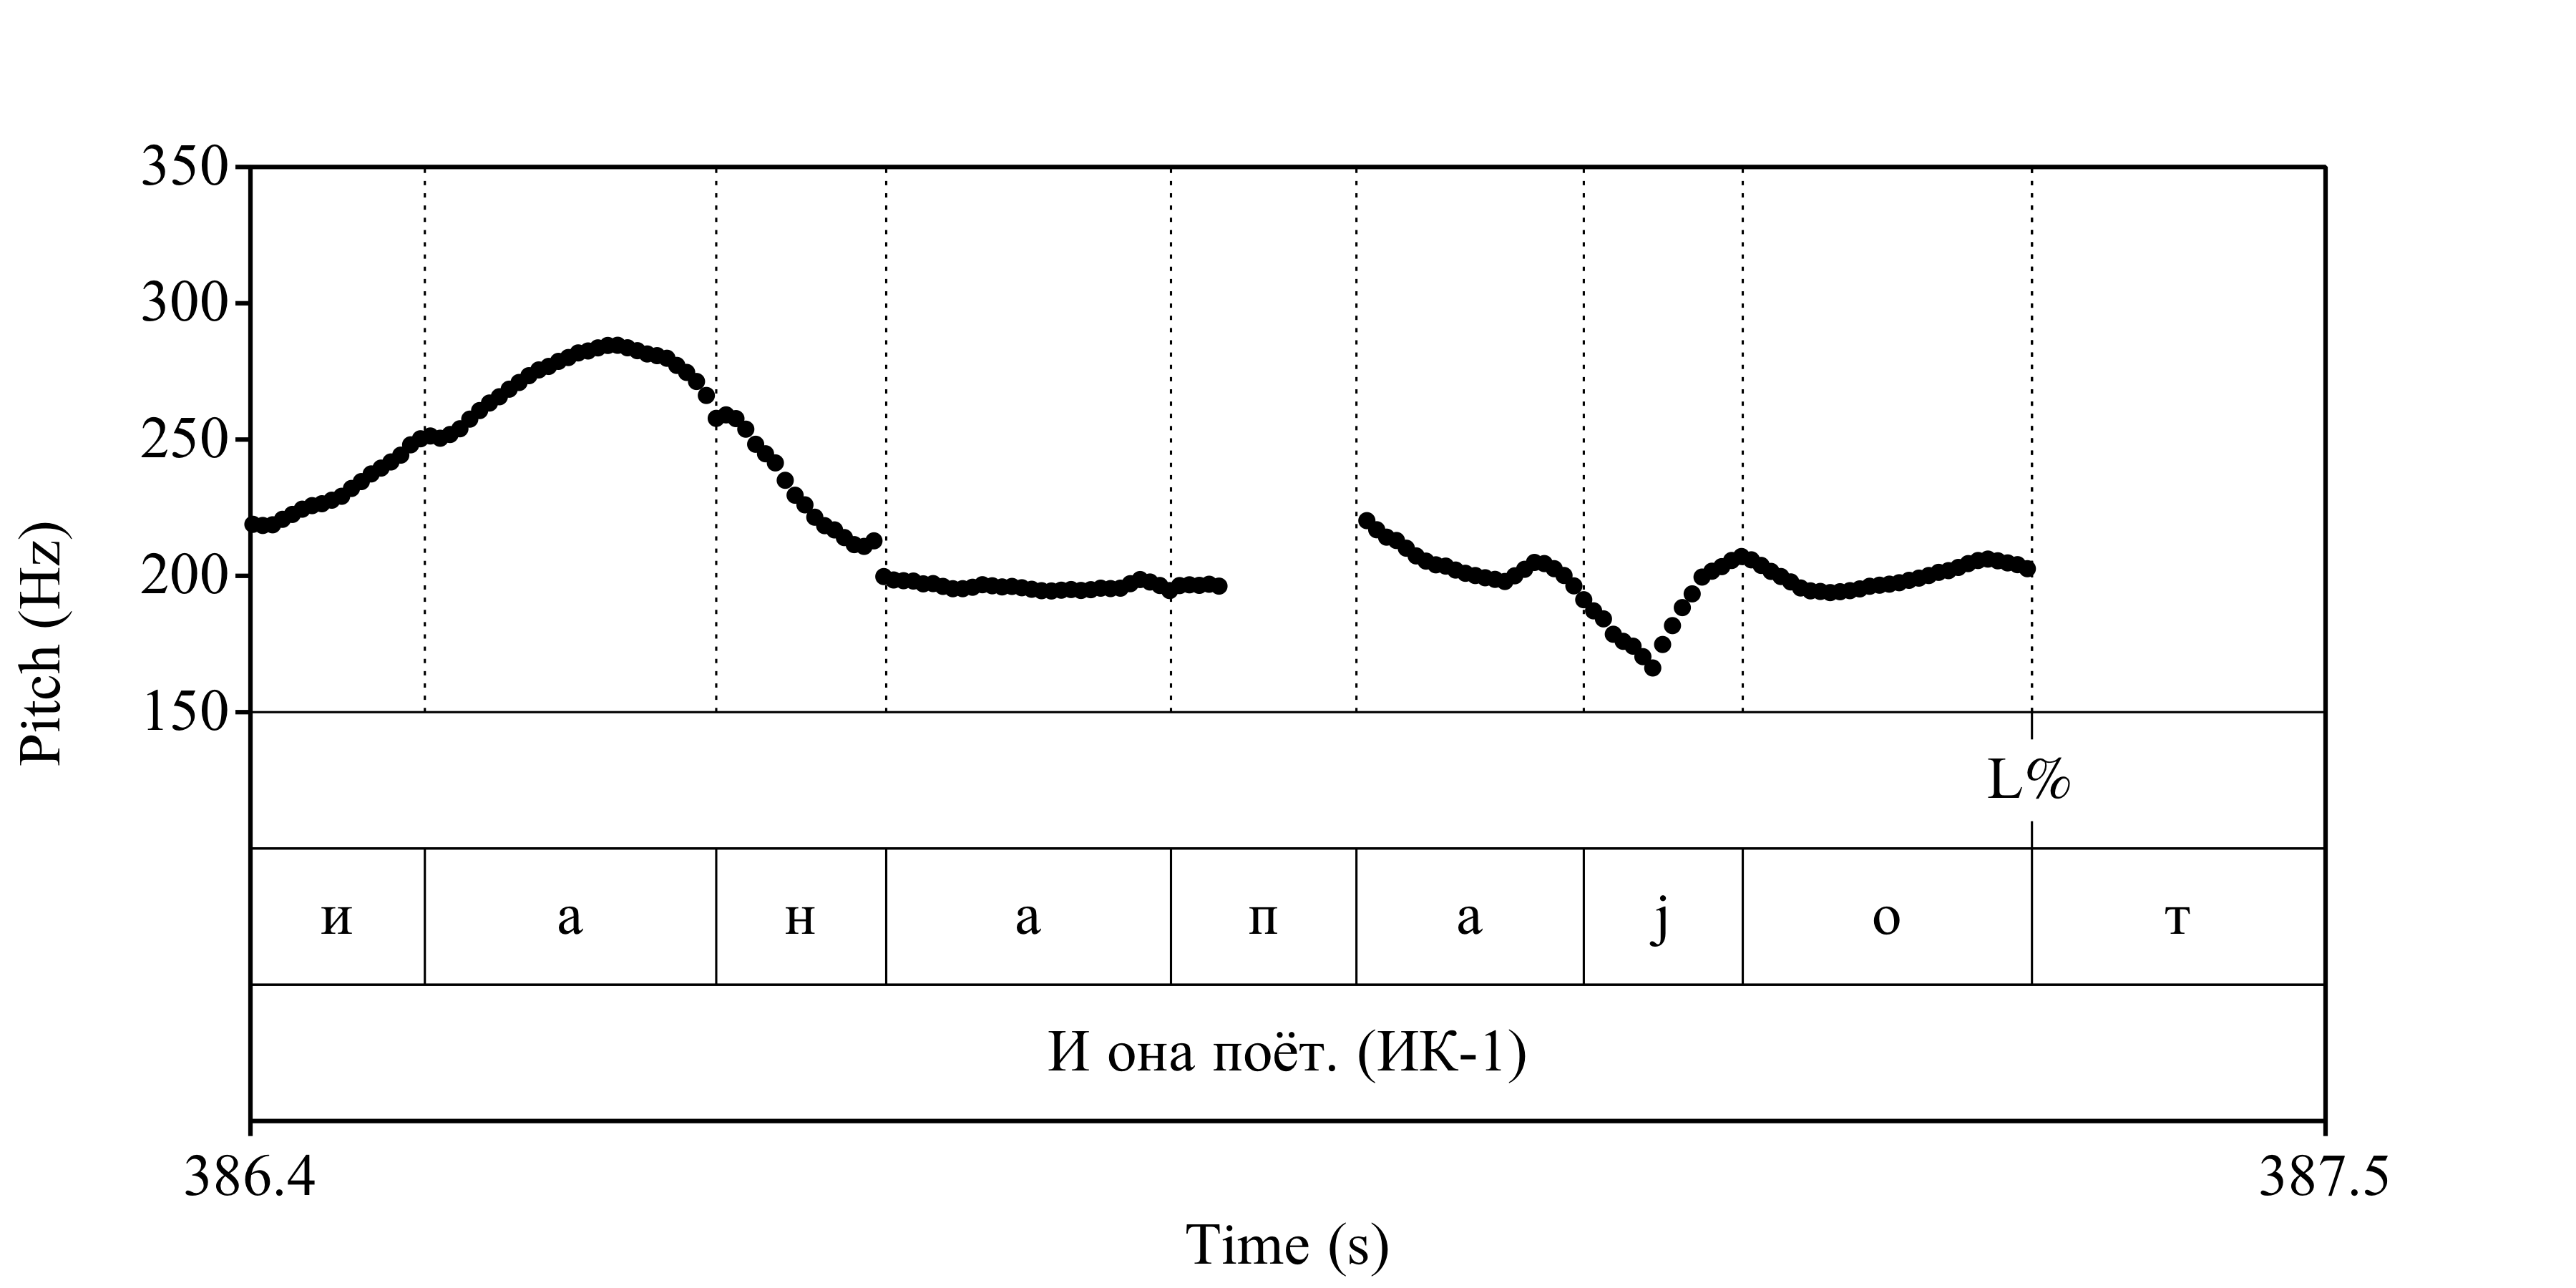 350
300
250
200
150
Pitch (Hz)
L%
и а н а п а j о т
И она поёт. (ИК-1)
386.4 387.5
Time (s)